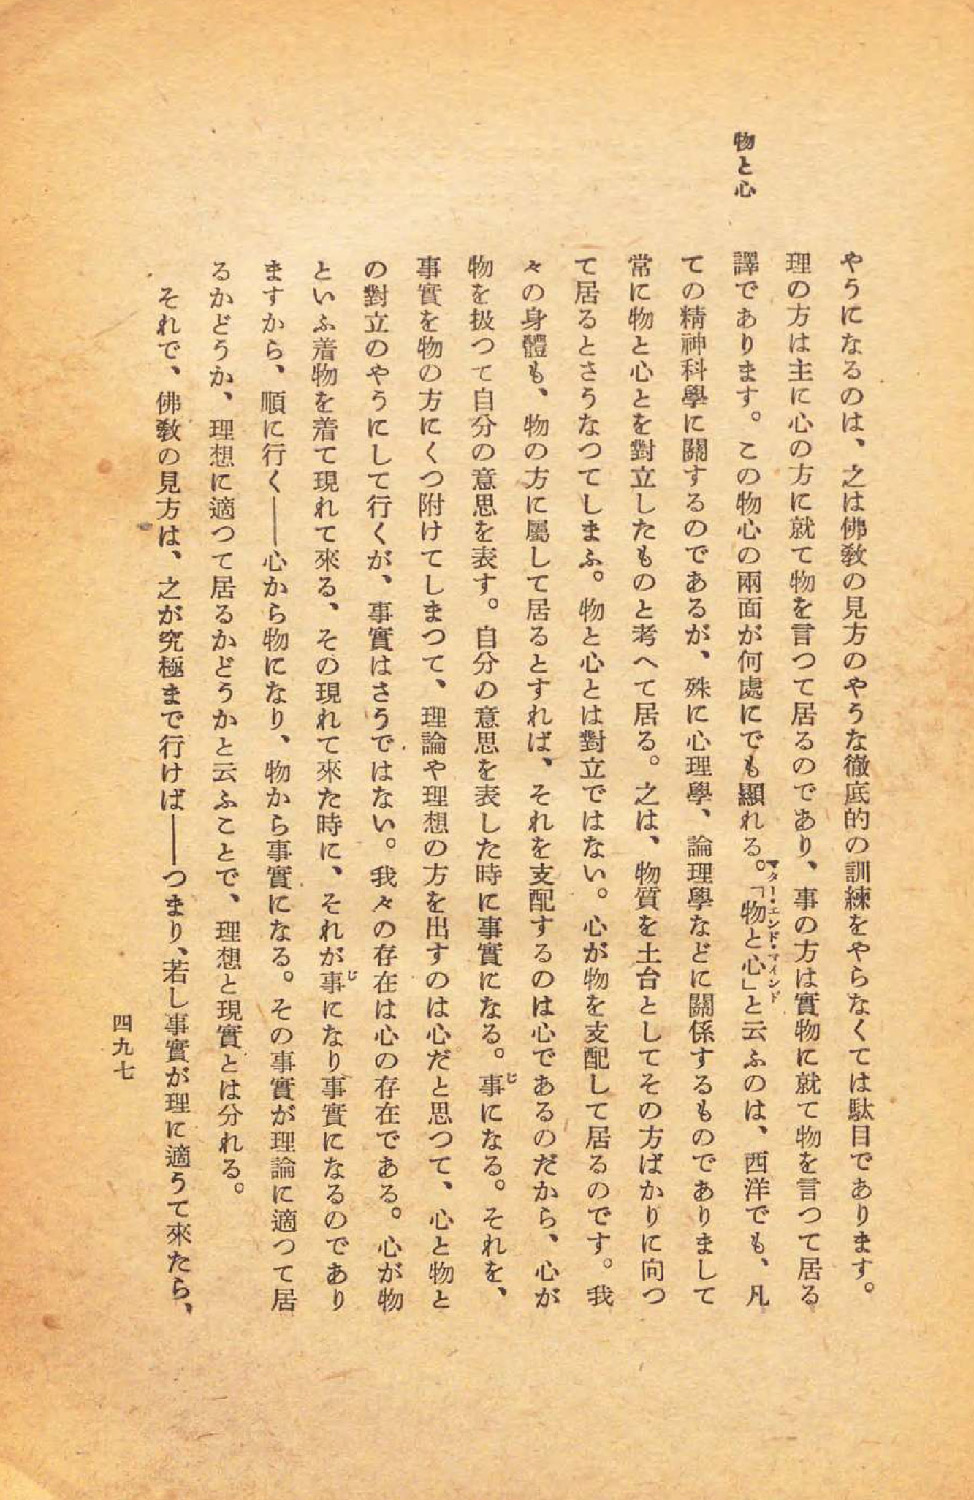 物と心
やうになるのは、之は佛敎の見方のやうな徹底的の訓練をやらなくては駄目であります。
理の方は主に心の方に就て物を言つて居るのであり、事の方は實物に就て物を言つて居る
譯であります。この物心の兩面が何處にでも顯れる。「物と心」と云ふのは、西洋でも、凡
マター・エンド・マインド
ての精神科學に關するのであるが、殊に心理學、論理學などに關係するものでありまして
常に物と心とを對立したものと考へて居る。之は、物質を土台としてその方ばかりに向つ
て居るとさうなつてしまふ。物と心とは對立ではない。心が物を支配して居るのです。我
々の身體も、物の方に屬して居るとすれば、それを支配するのは心であるのだから、心が
物を扱つて自分の意思を表す。自分の意思を表した時に事實になる。事になる。それを、
じ
事實を物の方にくつ附けてしまつて、理論や理想の方を出すのは心だと思つて、心と物と
の對立のやうにして行くが、事實はさうではない。我々の存在は心の存在である。心が物
といふ着物を着て現れて來る、その現れて來た時に、それが事になり事實になるのであり
じ
ますから、順に行く――心から物になり、物から事實になる。その事實が理論に適つて居
るかどうか、理想に適つて居るかどうかと云ふことで、理想と現實とは分れる。
それで、佛敎の見方は、之が究極まで行けば――つまり、若し事實が理に適うて來たら、
四九七